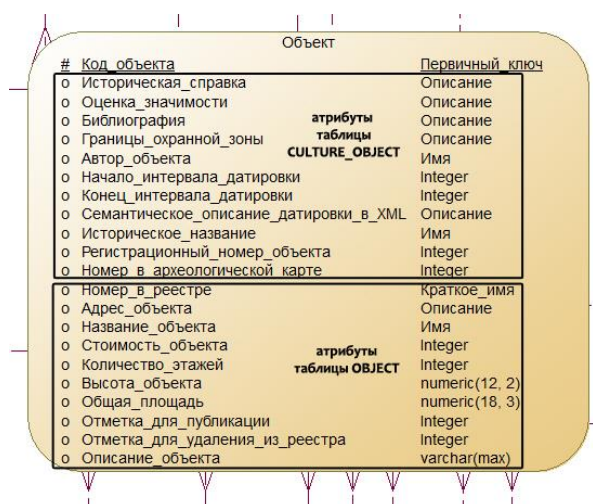 Объект
# Код_объекта Первичный_ключ
o Историческая_справка Описание
o Оценка_значимости Описание
o Библиография Описание
o Границы_охранной_зоны Описание
o Автор_объекта Имя
o Начало_интервала_датировки Integer
o Конец_интервала_датировки Integer
o Семантическое_описание_датировки_в_XML Описание
o Историческое_название Имя
o Регистрационный_номер_объекта Integer
o Номер_в_археологической_карте Integer
атрибуты
таблицы
CULTURE_OBJECT
o Номер_в_реестре Краткое_имя
o Адрес_объекта Описание
o Название_объекта Имя
o Стоимость_объекта Integer
o Количество_этажей Integer
o Высота_объекта numeric(12, 2)
o Общая_площадь numeric(18, 3)
o Отметка_для_публикации Integer
o Отметка_для_удаления_из_реестра Integer
o Описание_объекта varchar(max)
атрибуты
таблицы OBJECT